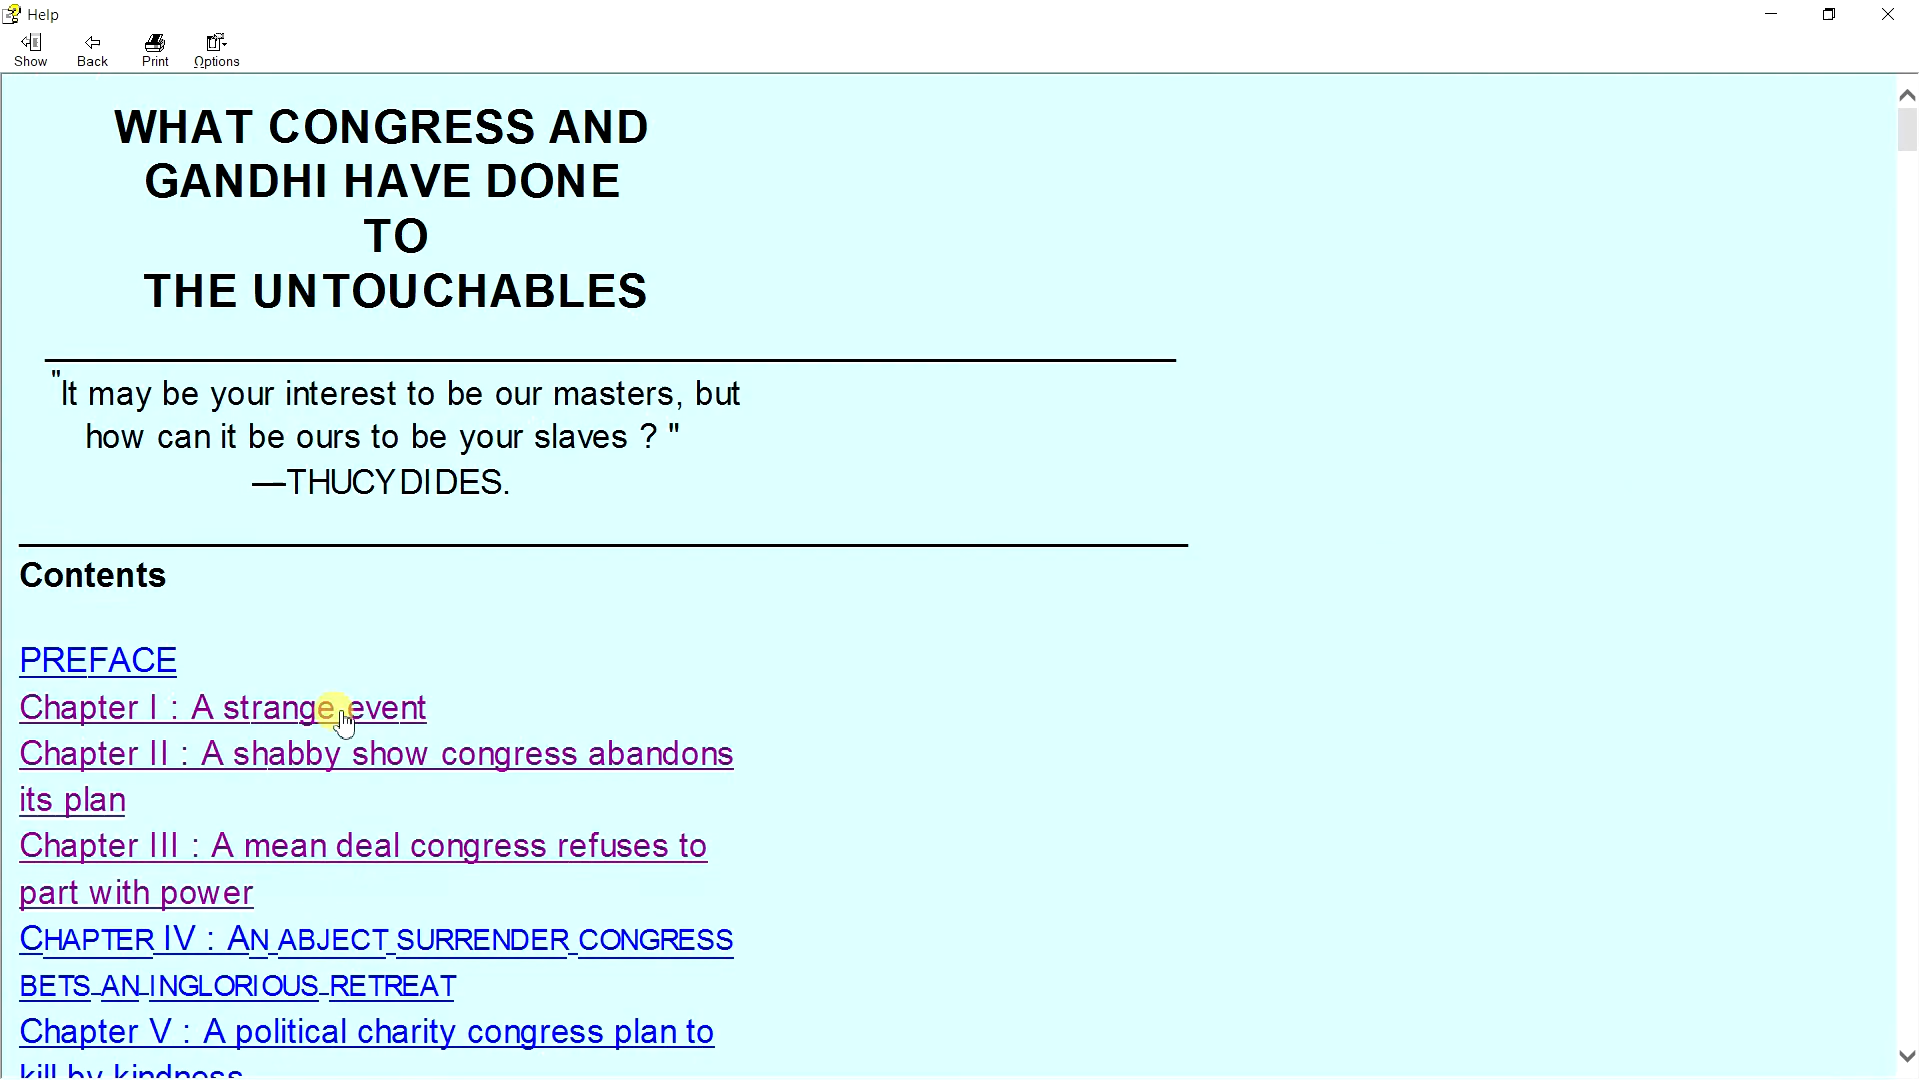 Help
Show Back Print Options
WHAT CONGRESS AND
GANDHI HAVE DONE
TO
THE UNTOUCHABLES
"It may be your interest to be our masters, but
how can it be ours to be your slaves ? "
—THUCYDIDES.
Contents
PREFACE
Chapter I : A strange event
Chapter II : A shabby show congress abandons
its plan
Chapter III : A mean deal congress refuses to
part with power
CHAPTER IV : AN ABJECT SURRENDER CONGRESS
BETS AN INGLORIOUS RETREAT
Chapter V : A political charity congress plan to
kill by kindness